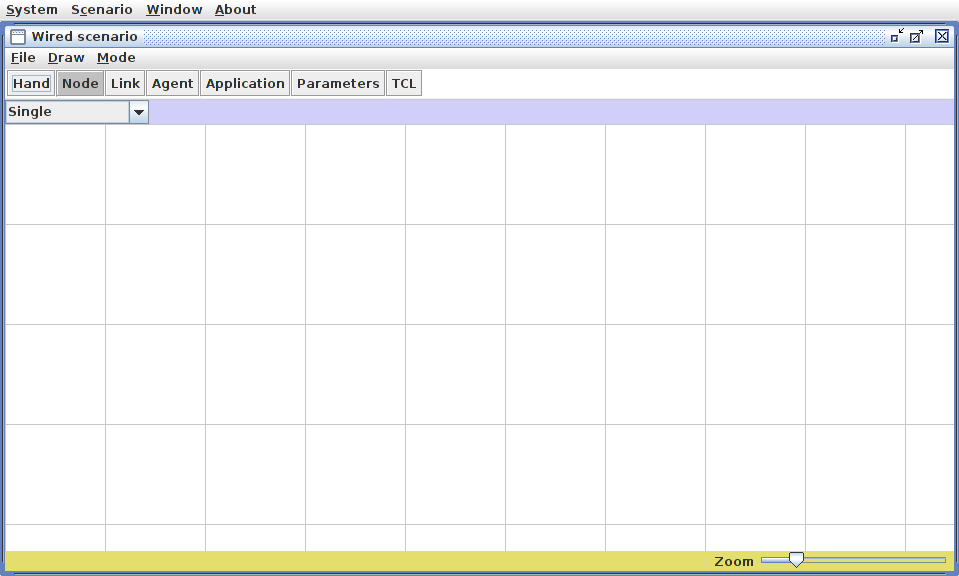 System Scenario Window About
Wired scenario
File Draw Mode
Hand Node Link Agent Application Parameters TCL
Single
Zoom